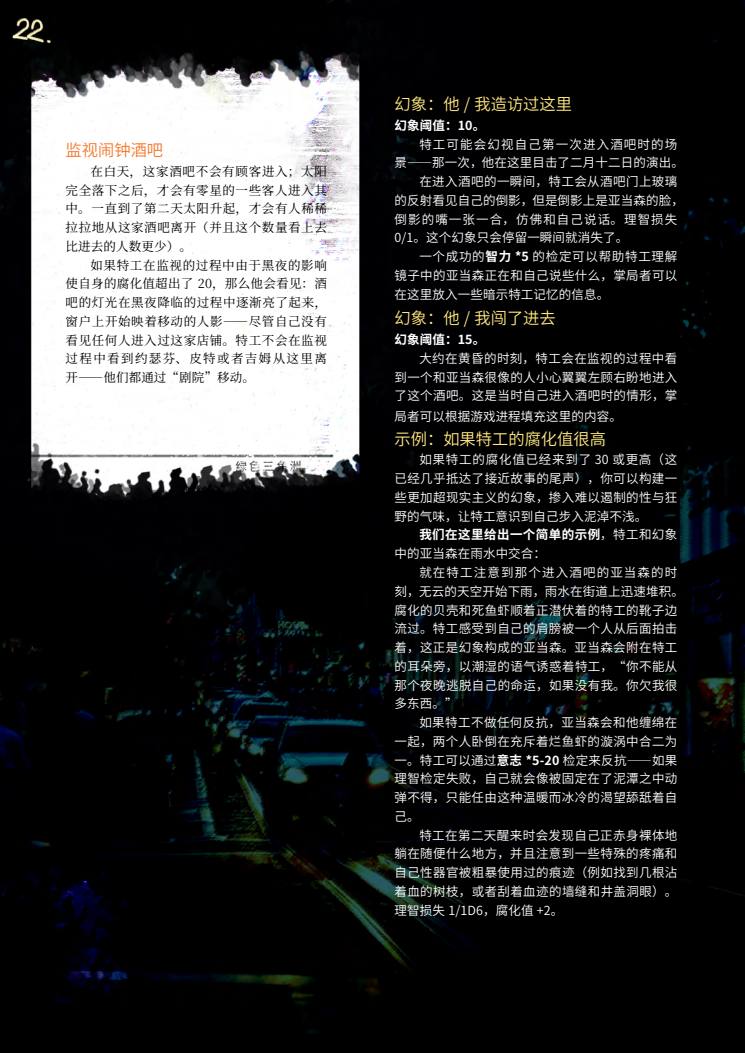 22.
监视闹钟酒吧
在白天，这家酒吧不会有顾客进入；太阳
完全落下之后，才会有零星的一些客人进入其
中。一直到了第二天太阳升起，才会有人稀稀
拉拉地从这家酒吧离开（并且这个数量看上去
比进去的人数更少）。
如果特工在监视的过程中由于黑夜的影响
使自身的腐化值超出了 20，那么他会看见：酒
吧的灯光在黑夜降临的过程中逐渐亮了起来，
窗户上开始映着移动的人影——尽管自己没有
看见任何人进入过这家店铺。特工不会在监视
过程中看到约瑟芬、皮特或者吉姆从这里离
开——他们都通过“剧院”移动。
绿色三角洲
幻象：他 / 我造访过这里
幻象阈值：10。
特工可能会幻视自己第一次进入酒吧时的场
景——那一次，他在这里目击了二月十二日的演出。
在进入酒吧的一瞬间，特工会从酒吧门上玻璃
的反射看见自己的倒影，但是倒影上是亚当森的脸，
倒影的嘴一张一合，仿佛和自己说话。理智损失
0/1。这个幻象只会停留一瞬间就消失了。
一个成功的智力 *5 的检定可以帮助特工理解
镜子中的亚当森正在和自己说些什么，掌局者可以
在这里放入一些暗示特工记忆的信息。
幻象：他 / 我闯了进去
幻象阈值：15。
大约在黄昏的时刻，特工会在监视的过程中看
到一个和亚当森很像的人小心翼翼左顾右盼地进入
了这个酒吧。这是当时自己进入酒吧时的情形，掌
局者可以根据游戏进程填充这里的内容。
示例：如果特工的腐化值很高
如果特工的腐化值已经来到了 30 或更高（这
已经几乎抵达了接近故事的尾声），你可以构建一
些更加超现实主义的幻象，掺入难以遏制的性与狂
野的气味，让特工意识到自己步入泥淖不浅。
我们在这里给出一个简单的示例，特工和幻象
中的亚当森在雨水中交合：
就在特工注意到那个进入酒吧的亚当森的时
刻，无云的天空开始下雨，雨水在街道上迅速堆积。
腐化的贝壳和死鱼虾顺着正潜伏着的特工的靴子边
流过。特工感受到自己的肩膀被一个人从后面拍击
着，这正是幻象构成的亚当森。亚当森会附在特工
的耳朵旁，以潮湿的语气诱惑着特工，“你不能从
那个夜晚逃脱自己的命运，如果没有我。你欠我很
多东西。”
如果特工不做任何反抗，亚当森会和他缠绵在
一起，两个人卧倒在充斥着烂鱼虾的漩涡中合二为
一。特工可以通过意志 *5-20 检定来反抗——如果
理智检定失败，自己就会像被固定在了泥潭之中动
弹不得，只能任由这种温暖而冰冷的渴望舔舐着自
己。
特工在第二天醒来时会发现自己正赤身裸体地
躺在随便什么地方，并且注意到一些特殊的疼痛和
自己性器官被粗暴使用过的痕迹（例如找到几根沾
着血的树枝，或者刮着血迹的墙缝和井盖洞眼）。
理智损失 1/1D6，腐化值 +2。